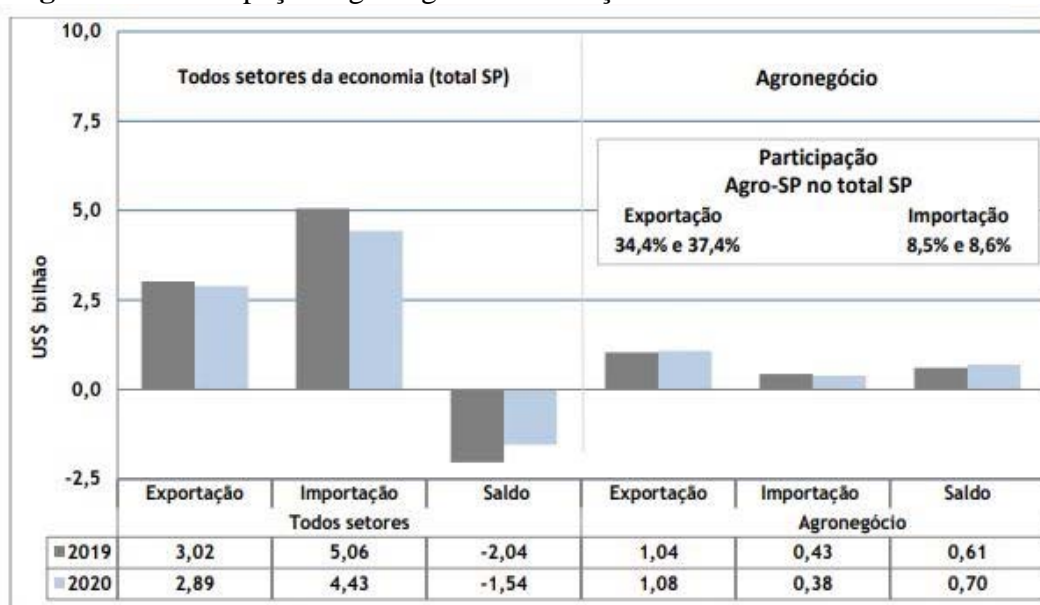 10,0
Todos setores da economia (total SP)
Agronegócio
7,5
Participação
Agro-SP no total SP
Exportação Importação
34,4% e 37,4% 8,5% e 8,6%
5,0
US$ bilhão
2,5
0,0
-2,5
Exportação Importação Saldo Exportação Importação Saldo
Todos setores Agronegócio
2019 3,02 5,06 -2,04 1,04 0,43 0,61
2020 2,89 4,43 -1,54 1,08 0,38 0,70